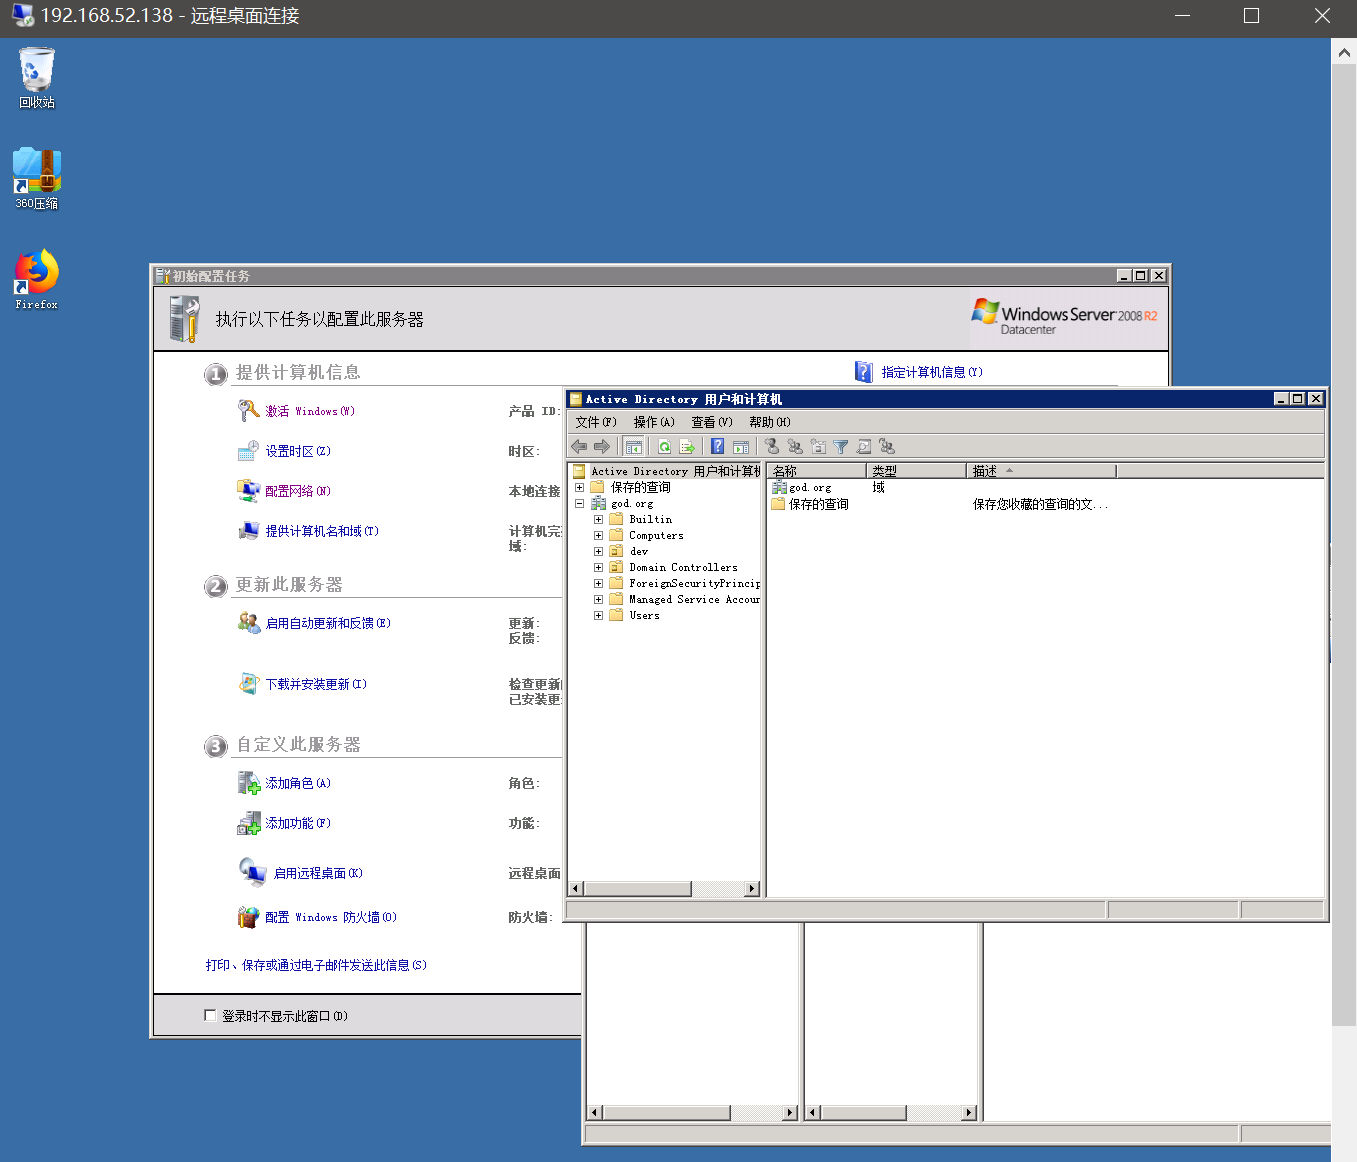 192.168.52.138 - 远程桌面连接
回收站
360压缩
Firefox
初始配置任务
执行以下任务以配置此服务器
Windows Server 2008 R2
Datacenter
1 提供计算机信息
指定计算机信息(Y)
激活 Windows(W)
产品 ID:
设置时区(Z)
时区:
配置网络(N)
本地连接
提供计算机名和域(T)
计算机完
域:
2 更新此服务器
启用自动更新和反馈(E)
更新:
反馈:
下载并安装更新(I)
检查更新
已安装更
3 自定义此服务器
添加角色(A)
角色:
添加功能(F)
功能:
启用远程桌面(K)
远程桌面
配置 Windows 防火墙(O)
防火墙:
打印、保存或通过电子邮件发送此信息(S)
登录时不显示此窗口(D)
Active Directory 用户和计算机
文件(F) 操作(A) 查看(V) 帮助(H)
Active Directory 用户和计算机
保存的查询
god.org
Builtin
Computers
dev
Domain Controllers
ForeignSecurityPrincip
Managed Service Accoun
Users
名称 类型 描述
god.org 域
保存的查询 保存您收藏的查询的文...